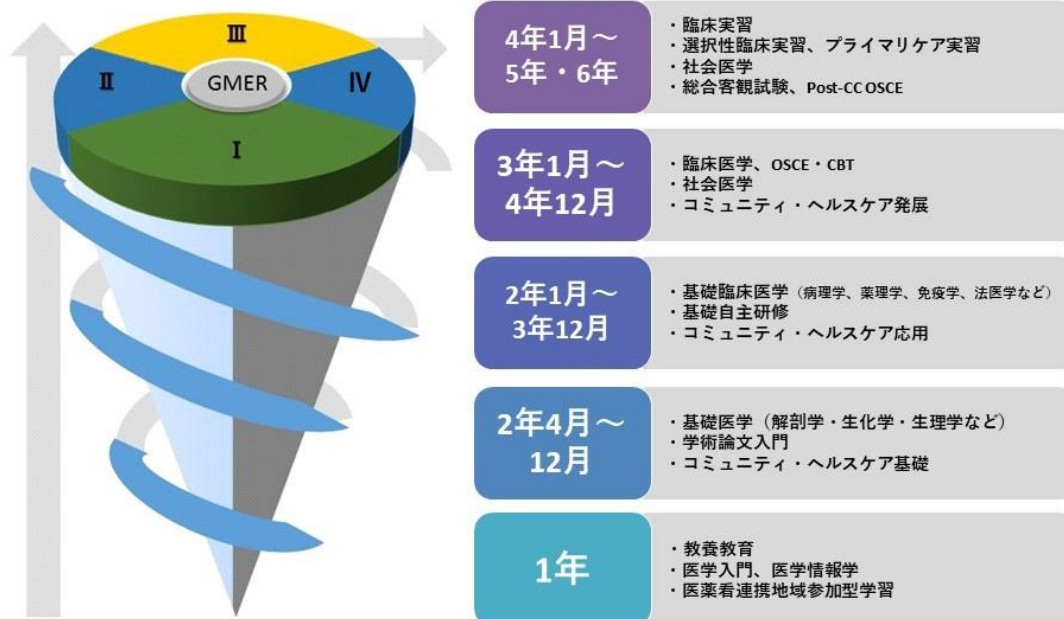 III
II
GMER
IV
I
4年1月～
5年・6年
・臨床実習
・選択性臨床実習、プライマリケア実習
・社会医学
・総合客観試験、Post-CC OSCE
3年1月～
4年12月
・臨床医学、OSCE・CBT
・社会医学
・コミュニティ・ヘルスケア発展
2年1月～
3年12月
・基礎臨床医学（病理学、薬理学、免疫学、法医学など）
・基礎自主研修
・コミュニティ・ヘルスケア応用
2年4月～
12月
・基礎医学（解剖学・生化学・生理学など）
・学術論文入門
・コミュニティ・ヘルスケア基礎
1年
・教養教育
・医学入門、医学情報学
・医薬看連携地域参加型学習